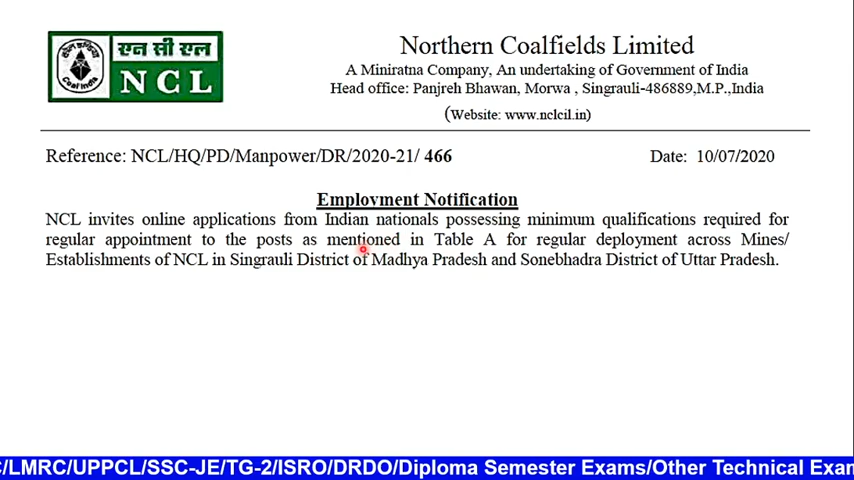 एन सी एल
NCL
Coal India
Northern Coalfields Limited
A Miniratna Company, An undertaking of Government of India
Head office: Panjreh Bhawan, Morwa , Singrauli-486889,M.P.,India
(Website: www.nclcil.in)
Reference: NCL/HQ/PD/Manpower/DR/2020-21/ 466
Date: 10/07/2020
Employment Notification
NCL invites online applications from Indian nationals possessing minimum qualifications required for
regular appointment to the posts as mentioned in Table A for regular deployment across Mines/
Establishments of NCL in Singrauli District of Madhya Pradesh and Sonebhadra District of Uttar Pradesh.
/LMRC/UPPCL/SSC-JE/TG-2/ISRO/DRDO/Diploma Semester Exams/Other Technical Exam